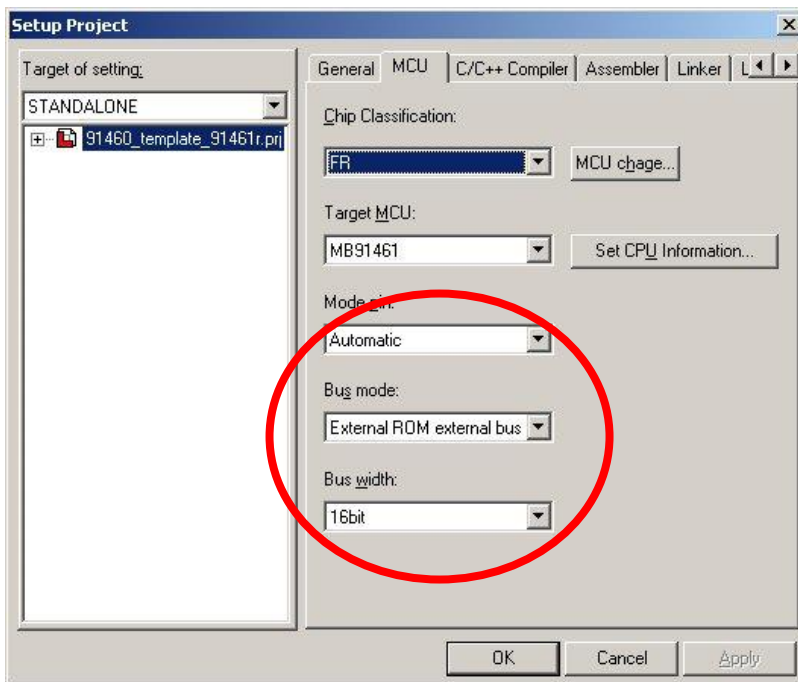 Setup Project
Target of setting:
STANDALONE
91460_template_91461r.prj
General MCU C/C++ Compiler Assembler Linker L
Chip Classification:
FR
MCU chage...
Target MCU:
MB91461
Set CPU Information...
Mode pin:
Automatic
Bus mode:
External ROM external bus
Bus width:
16bit
OK Cancel Apply